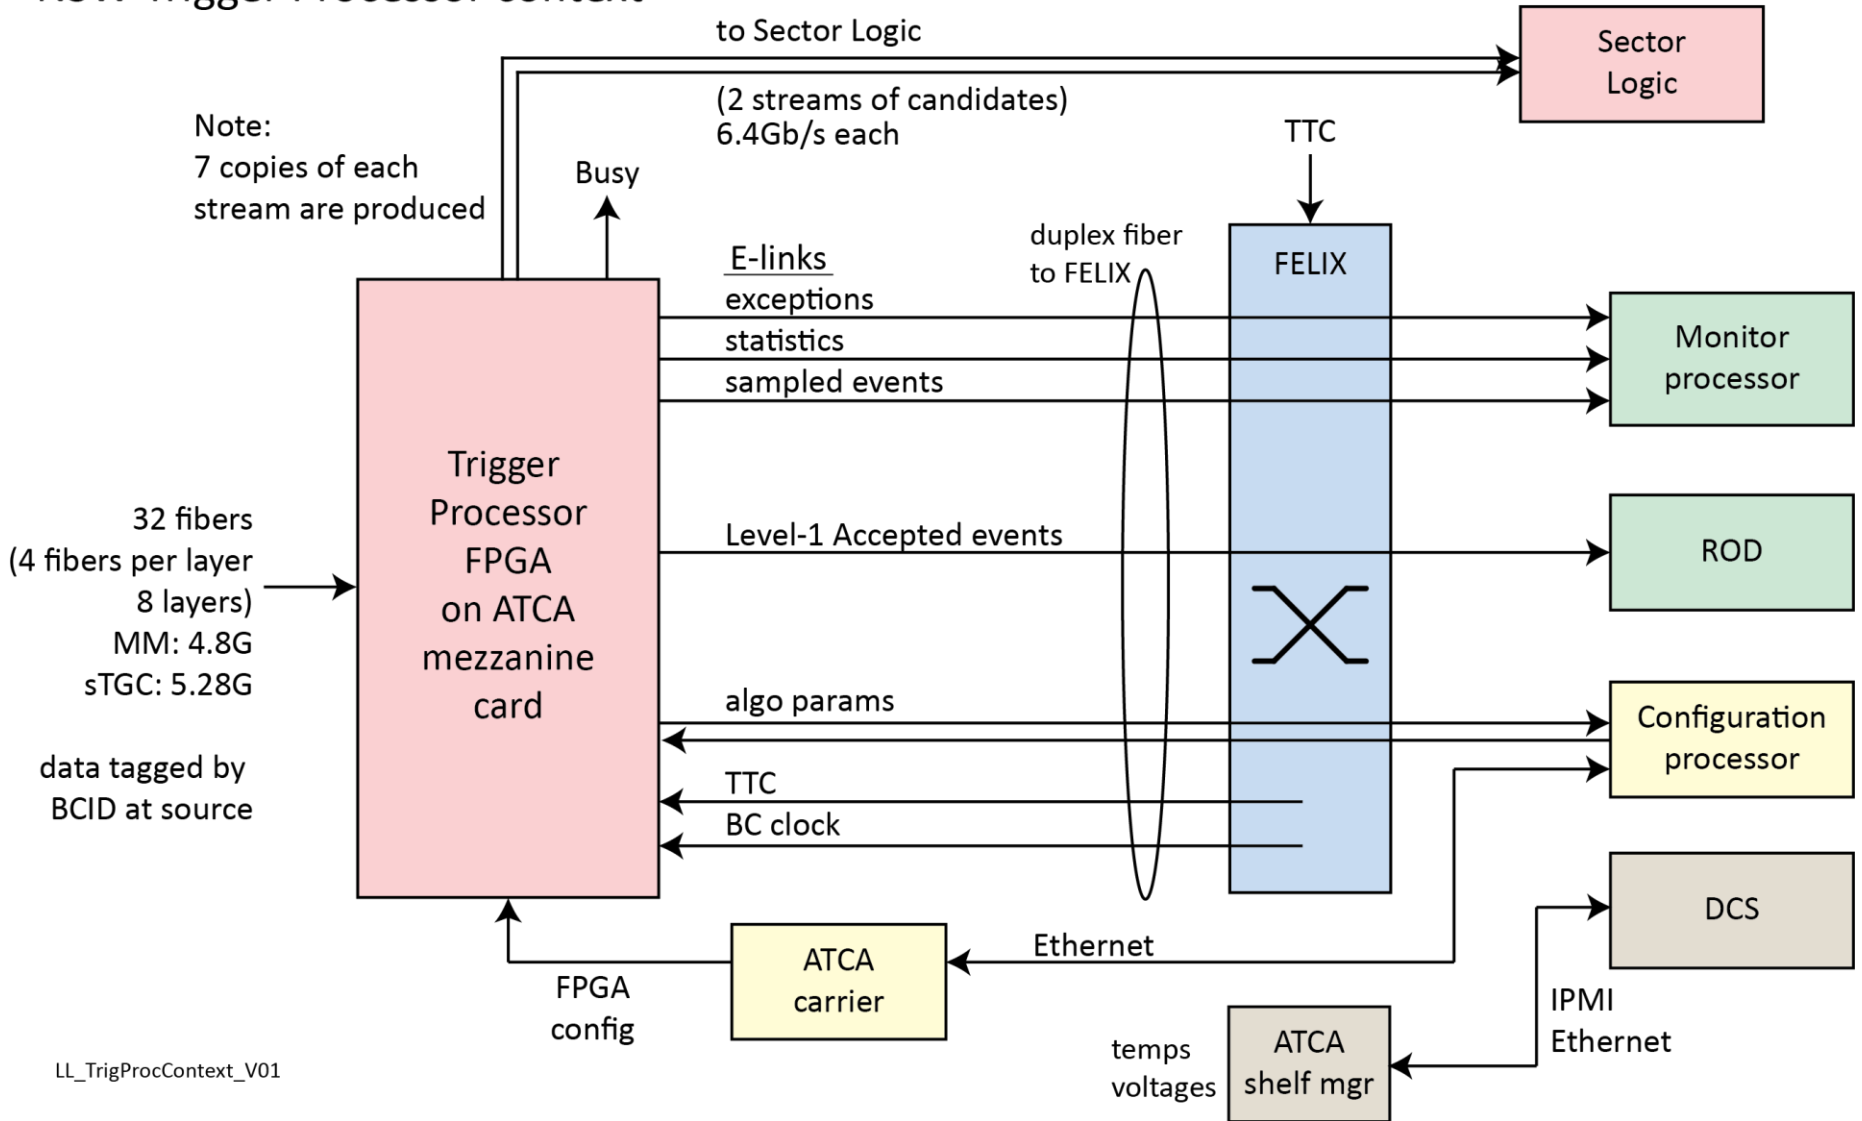 NSW Trigger Processor context
to Sector Logic
Sector
Logic
(2 streams of candidates)
6.4Gb/s each
Note:
7 copies of each
stream are produced
Busy
TTC
duplex fiber
to FELIX
E-links
exceptions
statistics
sampled events
FELIX
Monitor
processor
Trigger
Processor
FPGA
on ATCA
mezzanine
card
32 fibers
(4 fibers per layer
8 layers)
MM: 4.8G
sTGC: 5.28G
data tagged by
BCID at source
Level-1 Accepted events
ROD
algo params
Configuration
processor
TTC
BC clock
DCS
Ethernet
ATCA
carrier
FPGA
config
IPMI
Ethernet
temps
voltages
ATCA
shelf mgr
LL_TrigProcContext_V01